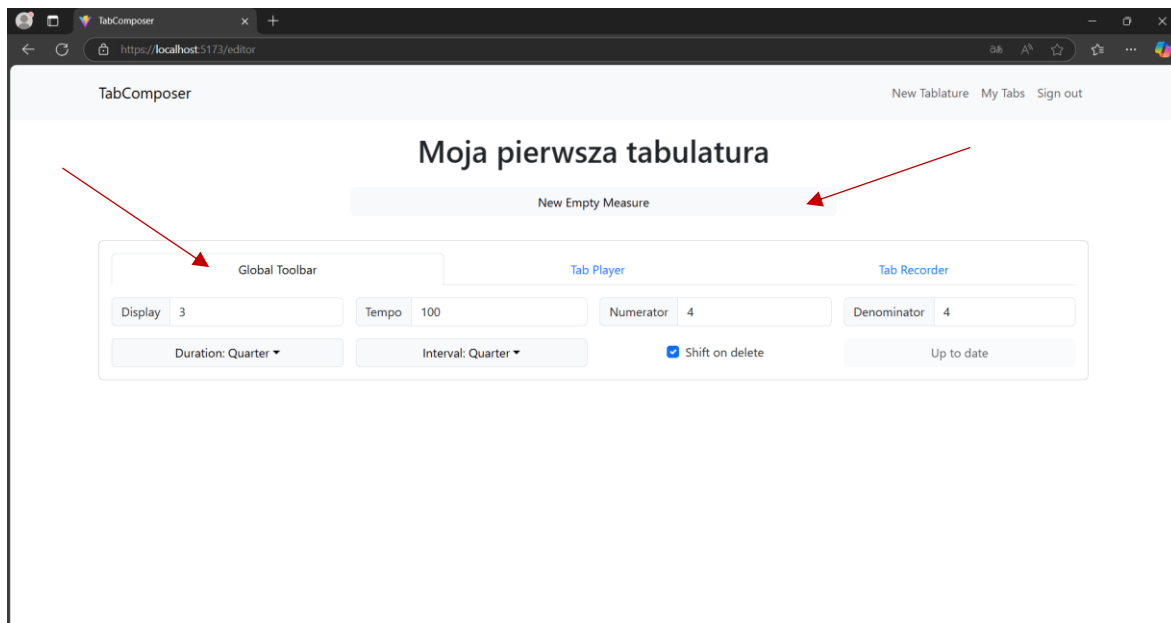 TabComposer
https://localhost:5173/editor
TabComposer
New Tablature My Tabs Sign out
Moja pierwsza tabulatura
New Empty Measure
Global Toolbar Tab Player Tab Recorder
Display 3 Tempo 100 Numerator 4 Denominator 4
Duration: Quarter Interval: Quarter Shift on delete Up to date